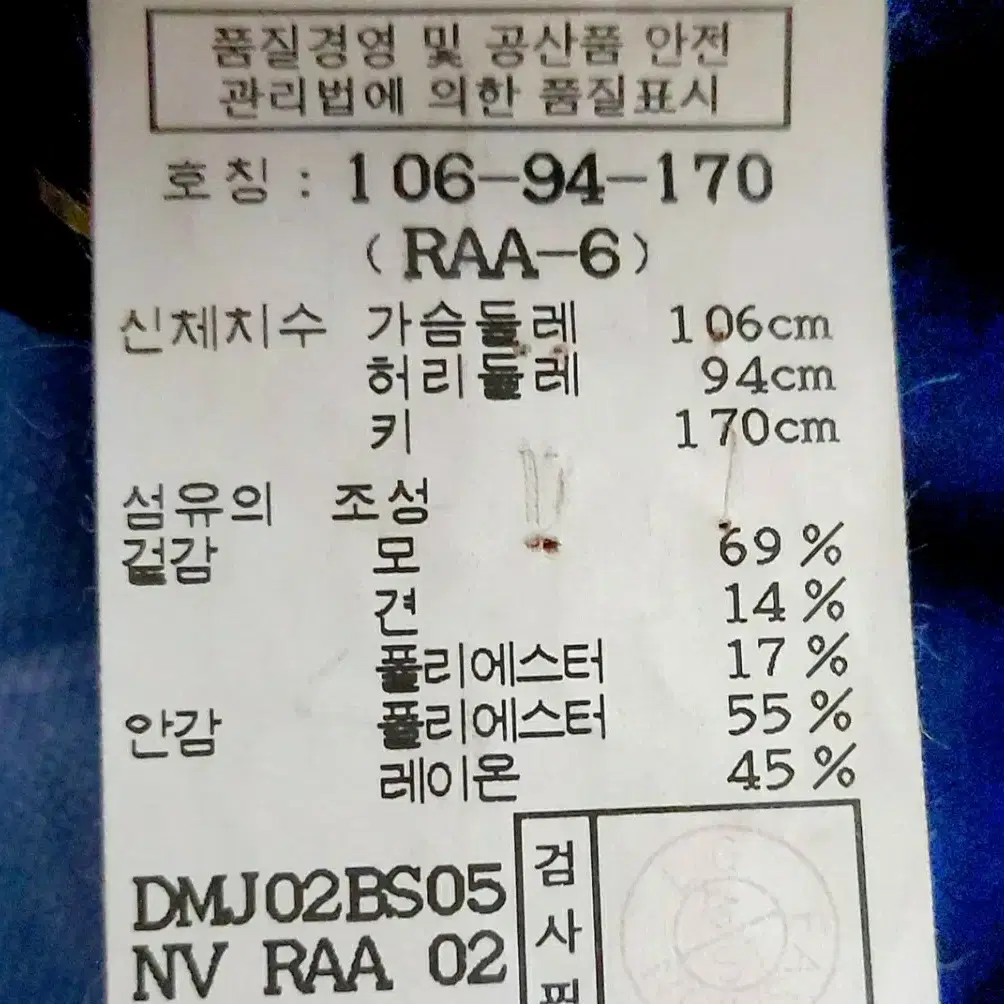 품질경영 및 공산품 안전
관리법에 의한 품질표시
호칭 : 106-94-170
(RAA-6)
신체치수 가슴둘레 106cm
허리둘레 94cm
키 170cm
섬유의 조성
겉감 모 69%
견 14%
폴리에스터 17%
안감 폴리에스터 55%
레이온 45%
DMJ02BS05
NV RAA 02
검
사
필